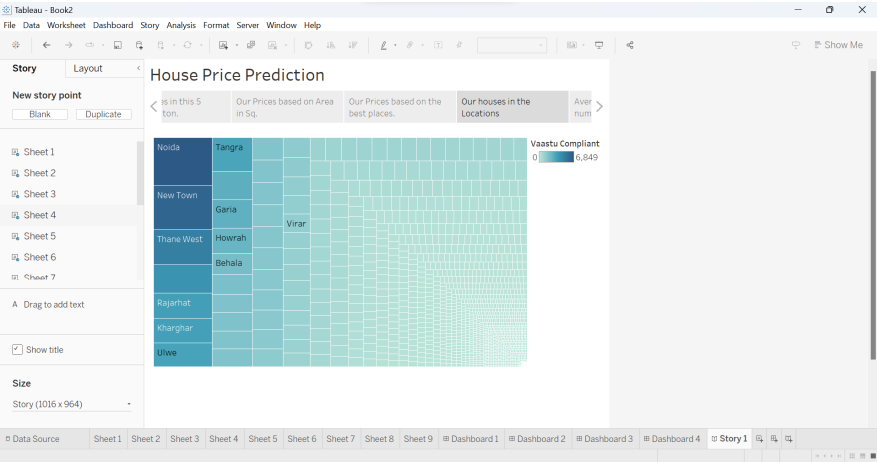 Tableau - Book2
File Data Worksheet Dashboard Story Analysis Format Server Window Help
Show Me
Story Layout
New story point
Blank Duplicate
Sheet 1
Sheet 2
Sheet 3
Sheet 4
Sheet 5
Sheet 6
Sheet 7
A Drag to add text
Show title
Size
Story (1016 x 964)
House Price Prediction
es in this 5
ton.
Our Prices based on Area
in Sq.
Our Prices based on the
best places.
Our houses in the
Locations
Aver
num
Noida
New Town
Thane West
Rajarhat
Kharghar
Ulwe
Tangra
Garia
Howrah
Behala
Virar
Vaastu Compliant
0 6,849
Data Source Sheet 1 Sheet 2 Sheet 3 Sheet 4 Sheet 5 Sheet 6 Sheet 7 Sheet 8 Sheet 9 Dashboard 1 Dashboard 2 Dashboard 3 Dashboard 4 Story 1